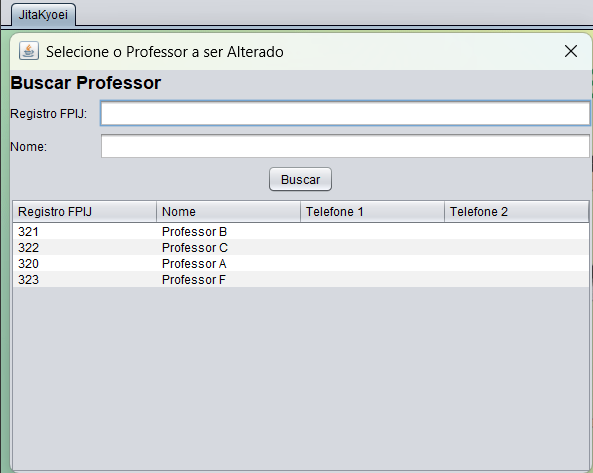 JitaKyoei
Selecione o Professor a ser Alterado
Buscar Professor
Registro FPIJ:
Nome:
Buscar
Registro FPIJ Nome Telefone 1 Telefone 2
321 Professor B
322 Professor C
320 Professor A
323 Professor F